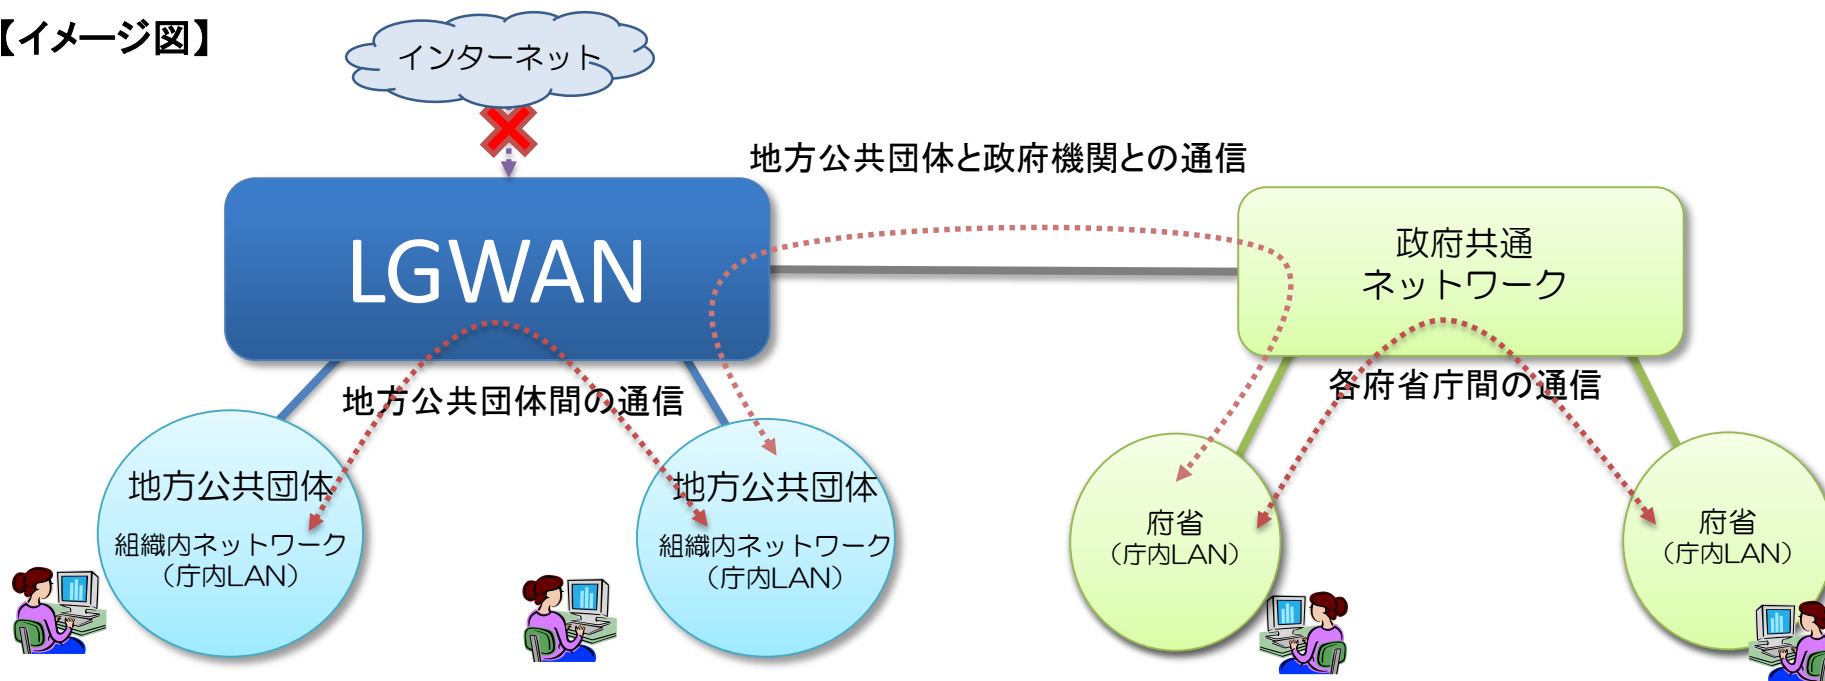 【イメージ図】
インターネット
地方公共団体と政府機関との通信
LGWAN
政府共通
ネットワーク
地方公共団体間の通信
各府省庁間の通信
地方公共団体
組織内ネットワーク
（庁内LAN）
地方公共団体
組織内ネットワーク
（庁内LAN）
府省
（庁内LAN）
府省
（庁内LAN）